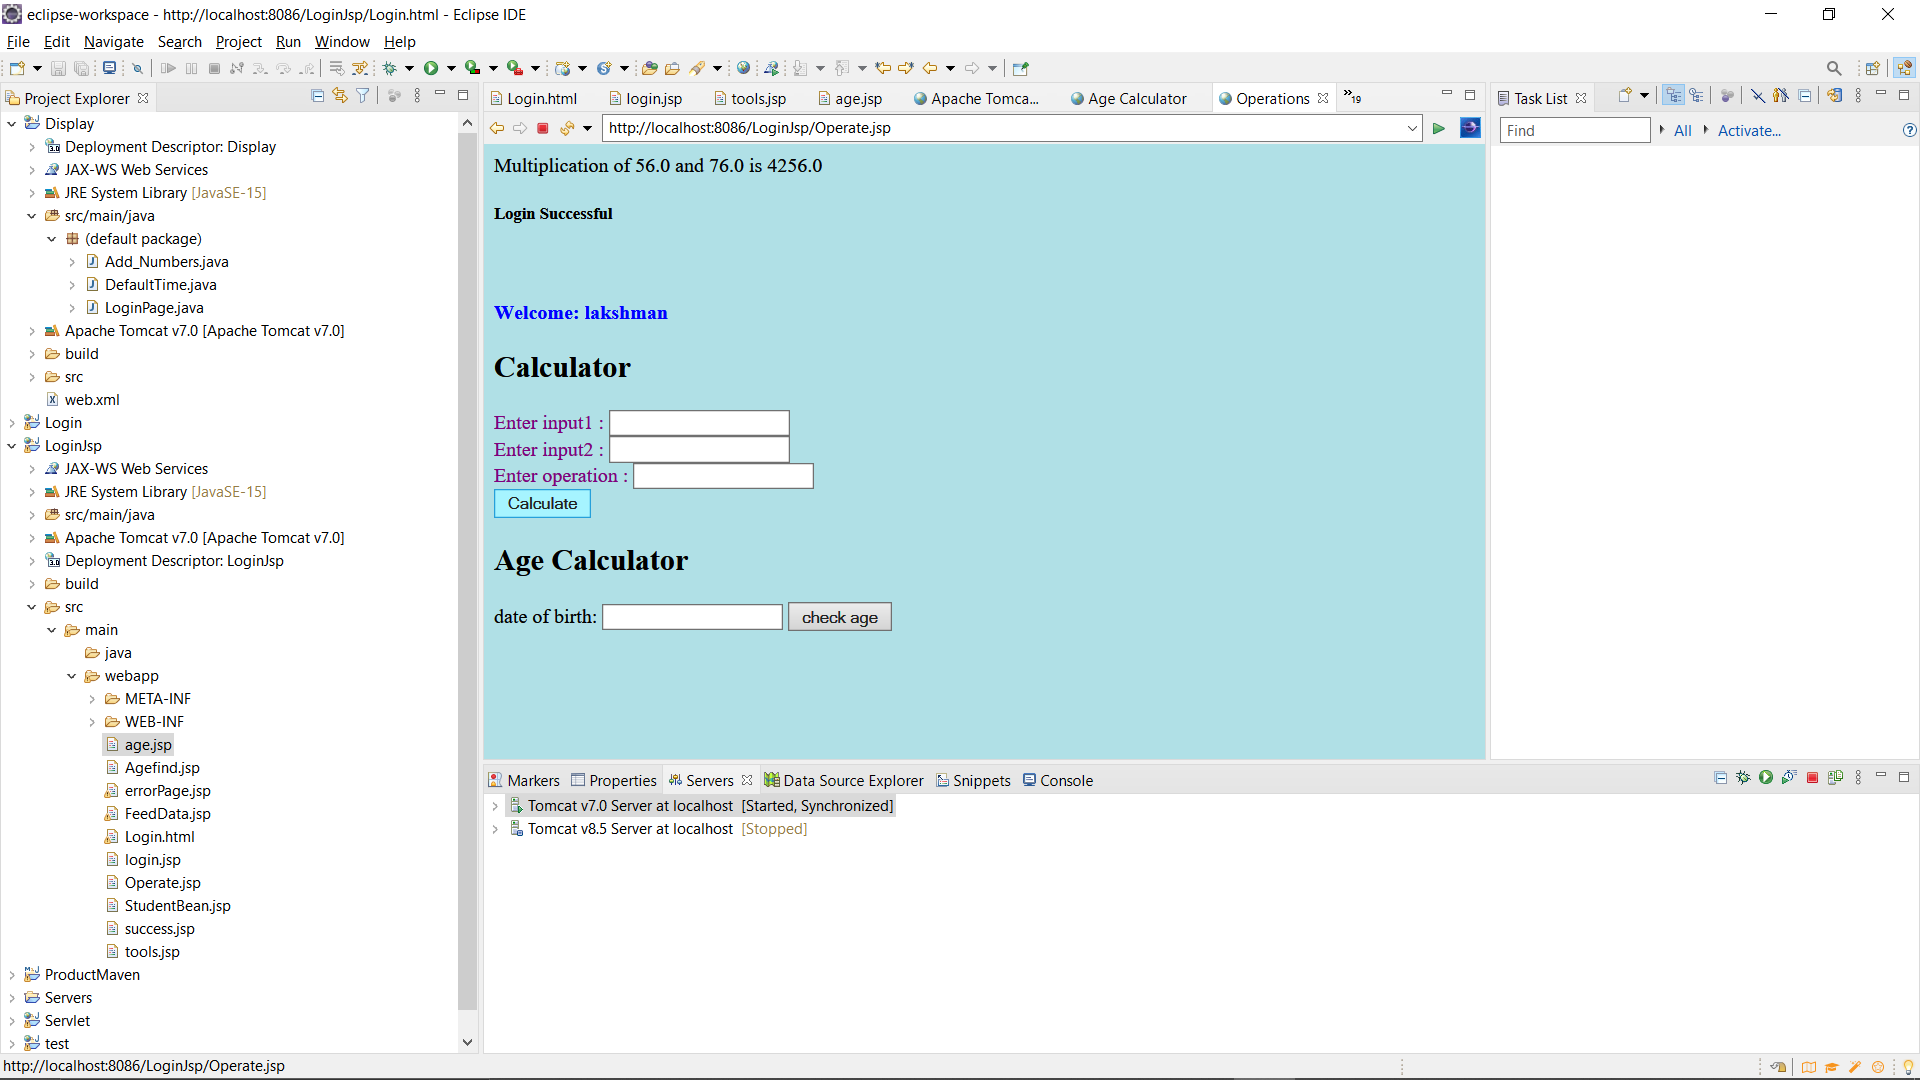 eclipse-workspace - http://localhost:8086/LoginJsp/Login.html - Eclipse IDE
File Edit Navigate Search Project Run Window Help
Project Explorer
Display
Deployment Descriptor: Display
JAX-WS Web Services
JRE System Library [JavaSE-15]
src/main/java
(default package)
Add_Numbers.java
DefaultTime.java
LoginPage.java
Apache Tomcat v7.0 [Apache Tomcat v7.0]
build
src
web.xml
Login
LoginJsp
JAX-WS Web Services
JRE System Library [JavaSE-15]
src/main/java
Apache Tomcat v7.0 [Apache Tomcat v7.0]
Deployment Descriptor: LoginJsp
build
src
main
java
webapp
META-INF
WEB-INF
age.jsp
Agefind.jsp
errorPage.jsp
FeedData.jsp
Login.html
login.jsp
Operate.jsp
StudentBean.jsp
success.jsp
tools.jsp
ProductMaven
Servers
Servlet
test
Login.html login.jsp tools.jsp age.jsp Apache Tomca... Age Calculator Operations »19
http://localhost:8086/LoginJsp/Operate.jsp
Multiplication of 56.0 and 76.0 is 4256.0
Login Successful
Welcome: lakshman
Calculator
Enter input1 :
Enter input2 :
Enter operation :
Calculate
Age Calculator
date of birth: check age
Task List
Find All Activate...
Markers Properties Servers Data Source Explorer Snippets Console
Tomcat v7.0 Server at localhost [Started, Synchronized]
Tomcat v8.5 Server at localhost [Stopped]
http://localhost:8086/LoginJsp/Operate.jsp